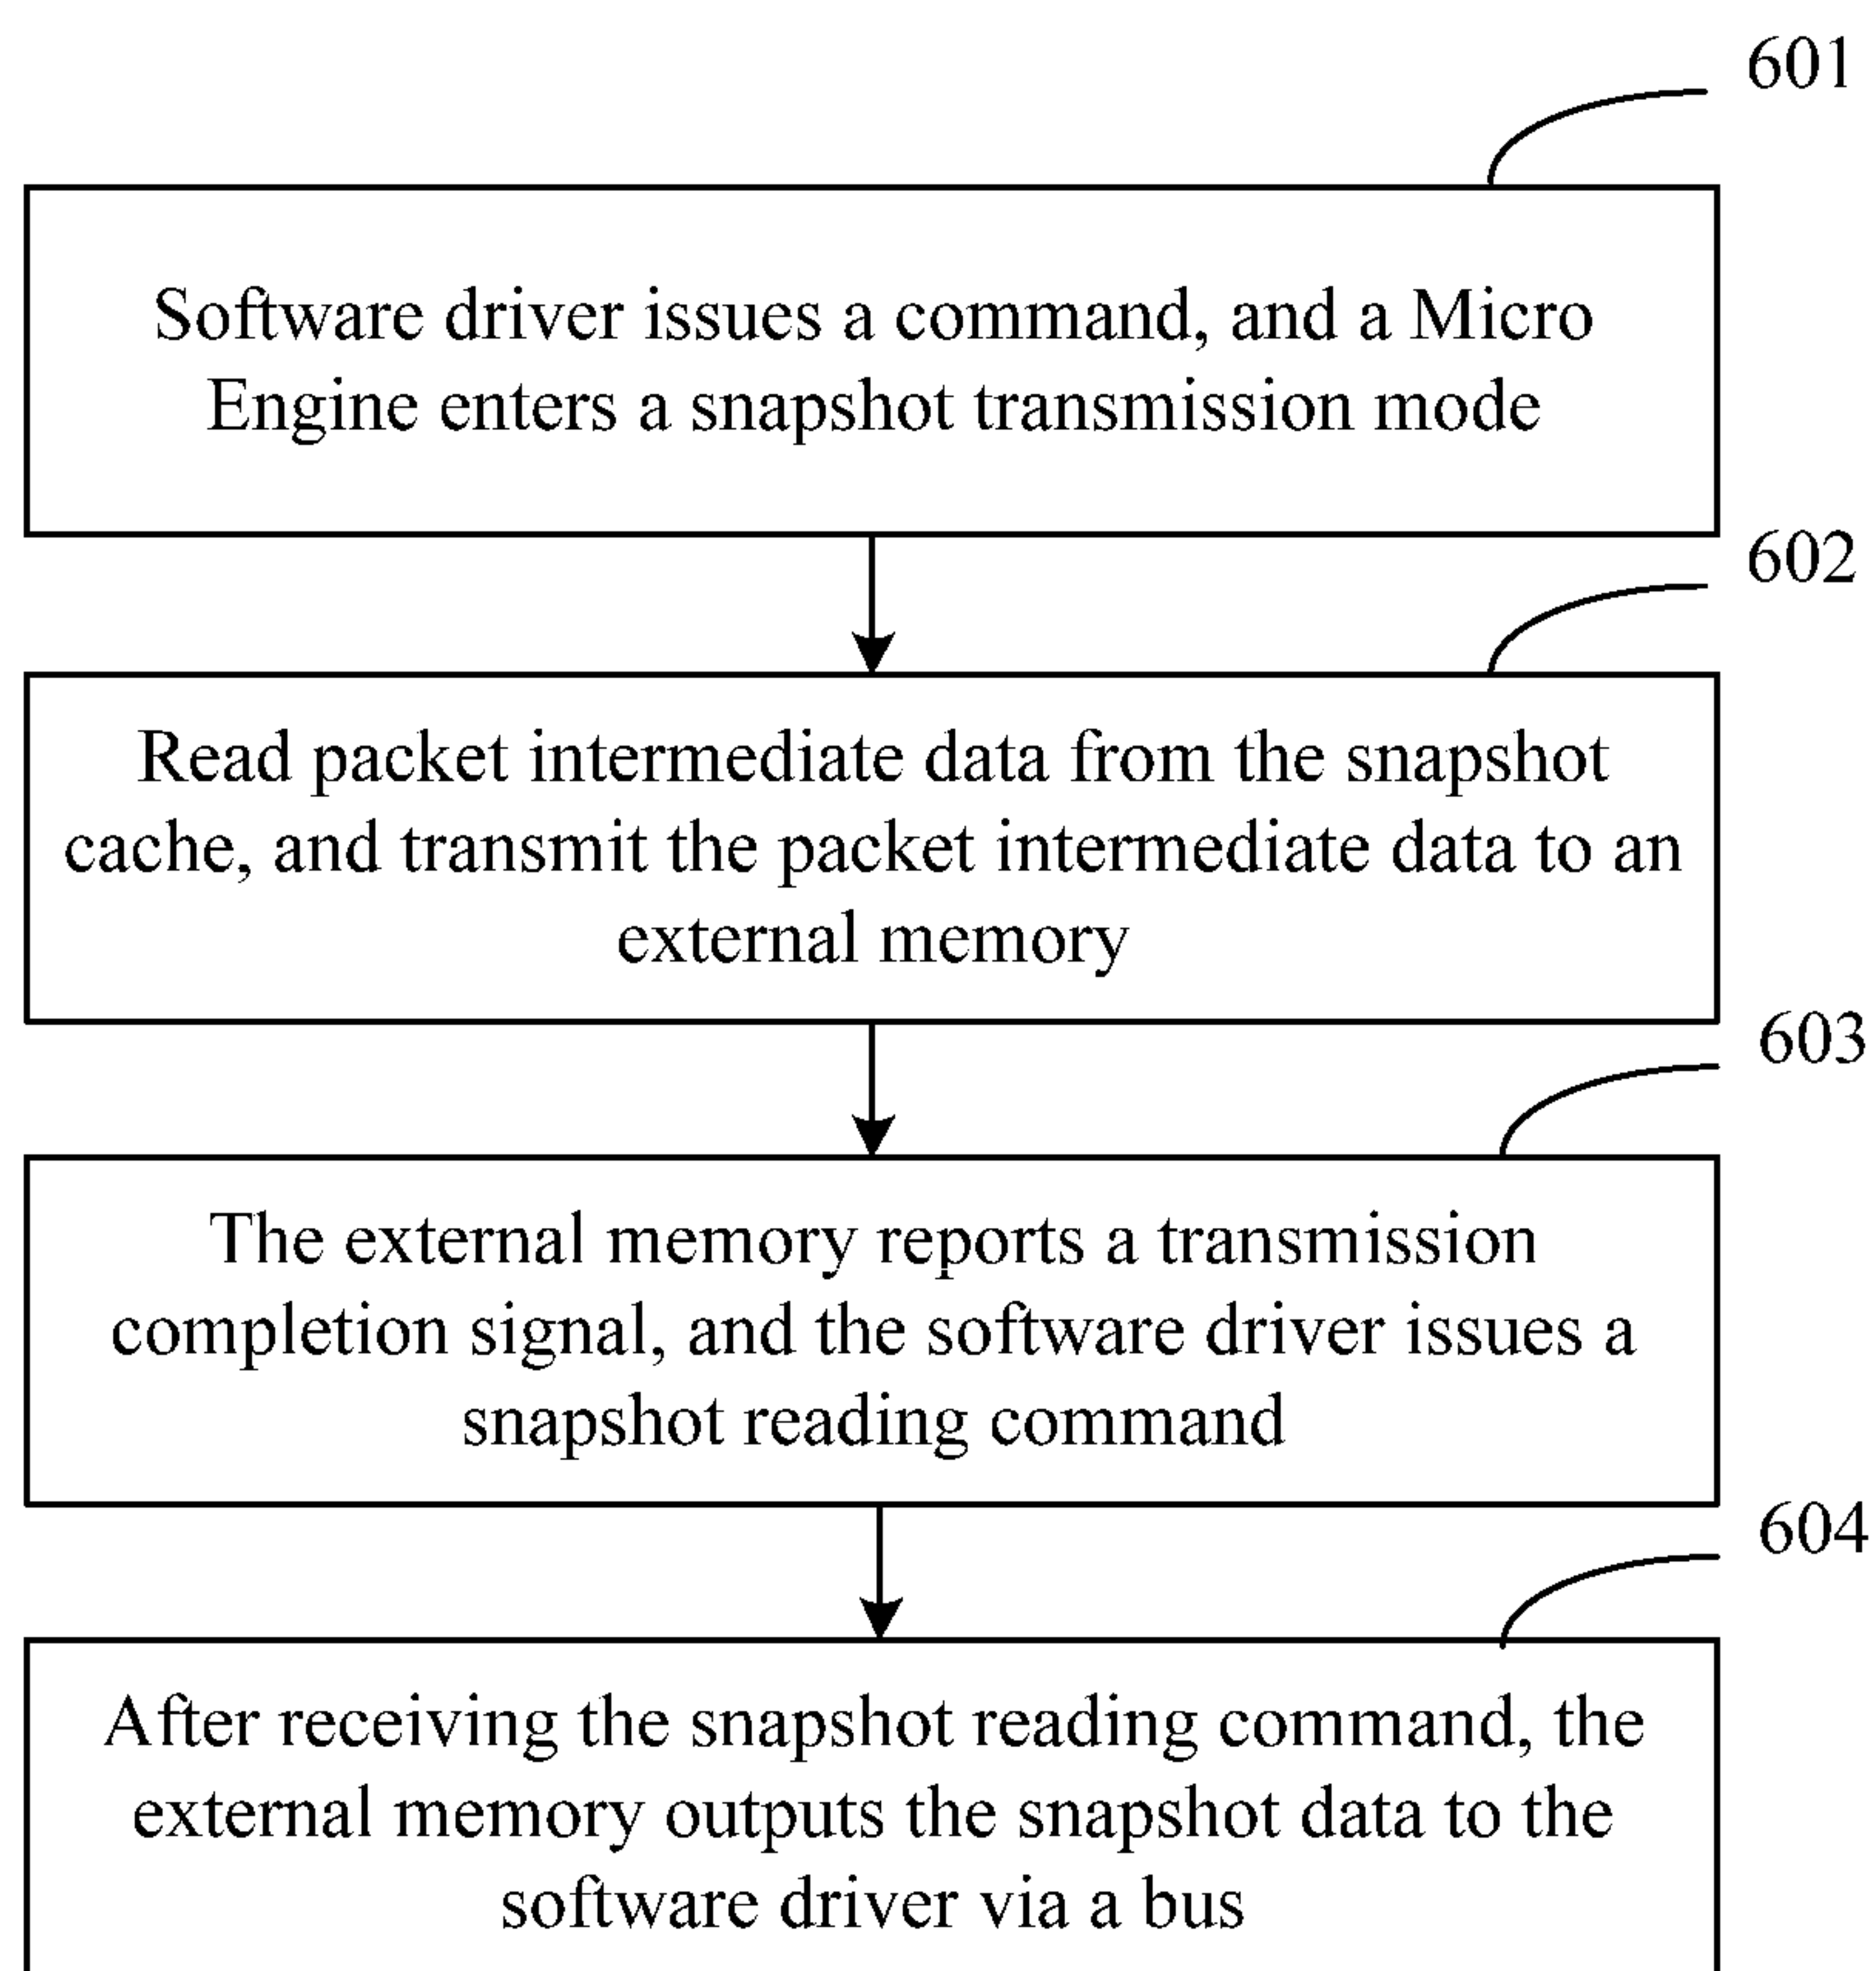 601
Software driver issues a command, and a Micro
Engine enters a snapshot transmission mode
602
Read packet intermediate data from the snapshot
cache, and transmit the packet intermediate data to an
external memory
603
The external memory reports a transmission
completion signal, and the software driver issues a
snapshot reading command
604
After receiving the snapshot reading command, the
external memory outputs the snapshot data to the
software driver via a bus